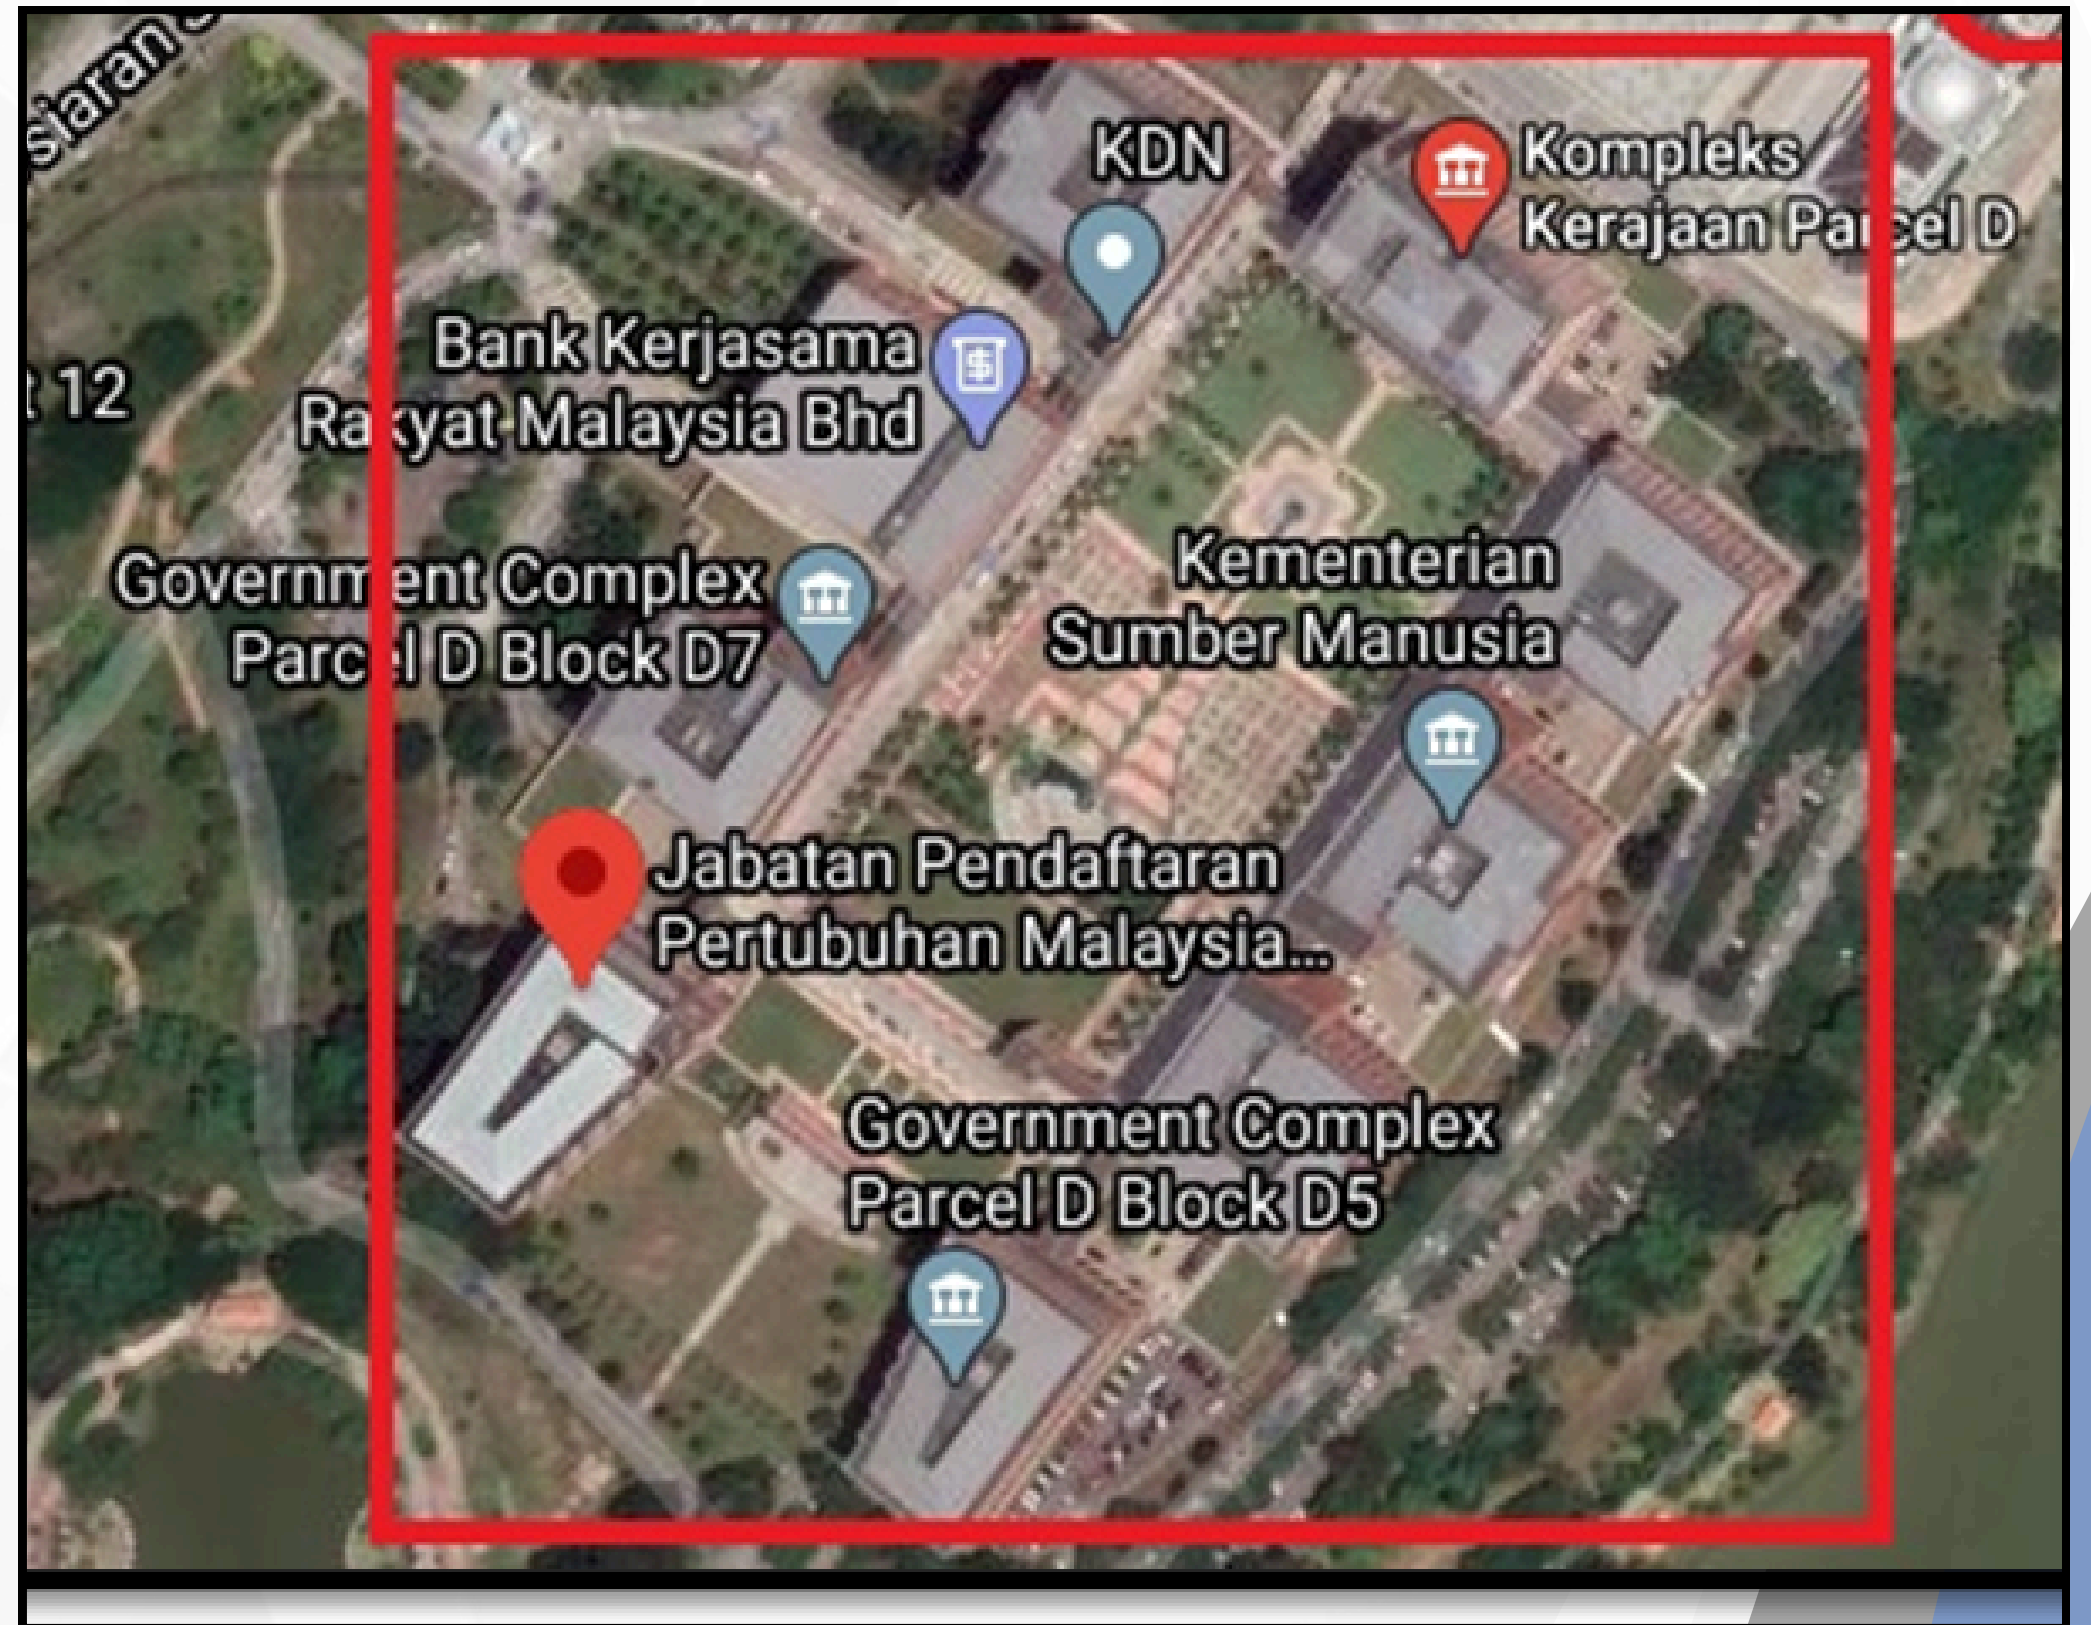 KDN
Kompleks
Kerajaan Parcel D
Bank Kerjasama
Rakyat Malaysia Bhd
t 12
Government Complex
Parcel D Block D7
Kementerian
Sumber Manusia
Jabatan Pendaftaran
Pertubuhan Malaysia...
Government Complex
Parcel D Block D5